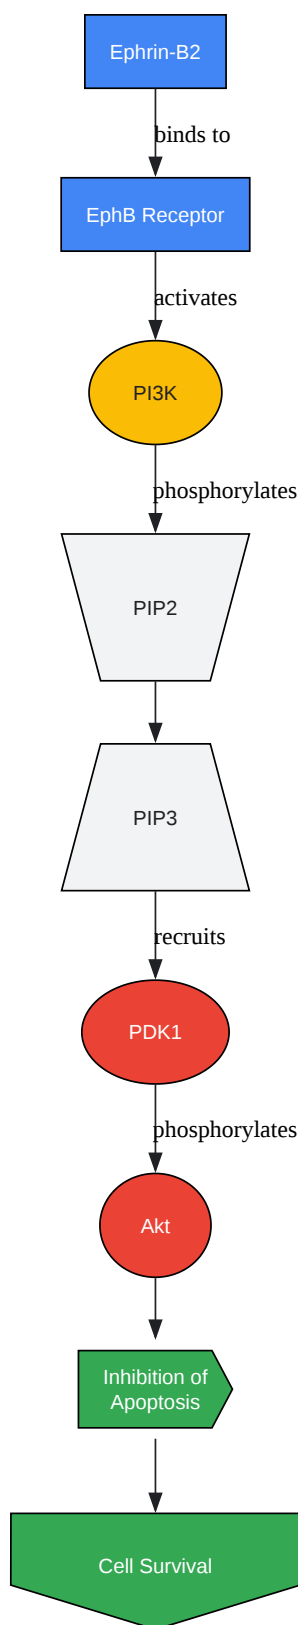 Ephrin-B2
binds to
EphB Receptor
activates
PI3K
phosphorylates
PIP2
PIP3
recruits
PDK1
phosphorylates
Akt
Inhibition of
Apoptosis
Cell Survival